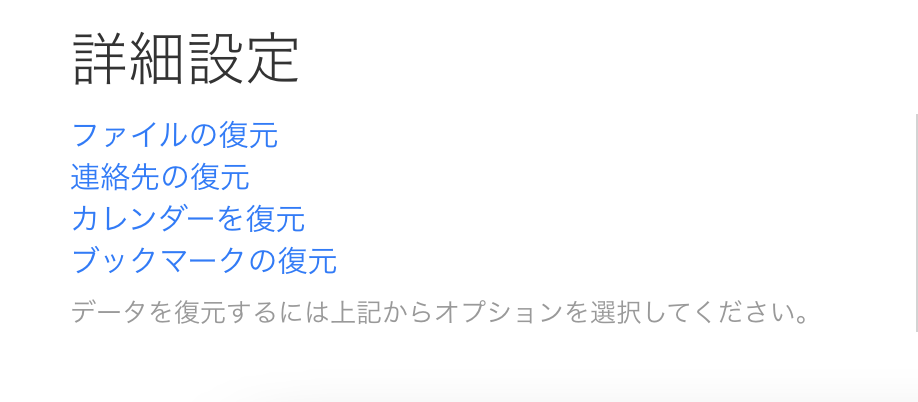 詳細設定
ファイルの復元
連絡先の復元
カレンダーを復元
ブックマークの復元
データを復元するには上記からオプションを選択してください。